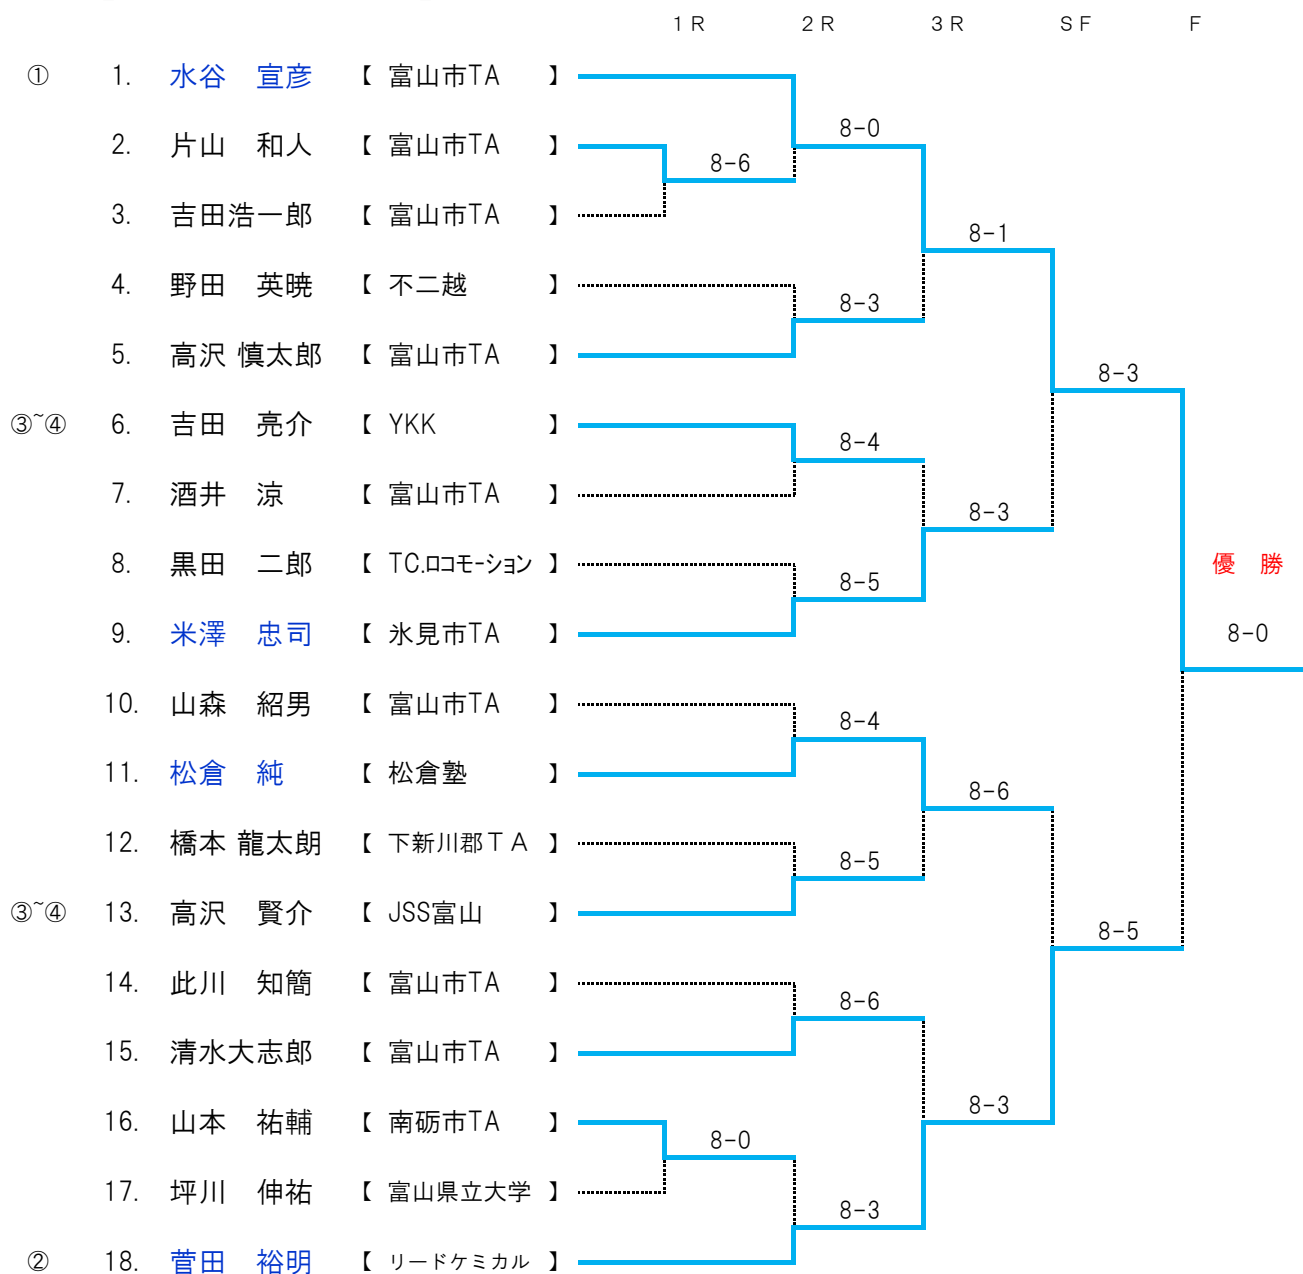 １Ｒ ２Ｒ ３Ｒ ＳＦ Ｆ
① 1. 水谷　宣彦 【 富山市TA 】
8-0
2. 片山　和人 【 富山市TA 】
8-6
3. 吉田浩一郎 【 富山市TA 】
8-1
4. 野田　英暁 【 不二越 】
8-3
5. 高沢 慎太郎 【 富山市TA 】
8-3
③~④ 6. 吉田　亮介 【 YKK 】
8-4
7. 酒井　涼 【 富山市TA 】
8-3
8. 黒田　二郎 【 TC.ロコモーション 】
優　勝
8-5
9. 米澤　忠司 【 氷見市TA 】
8-0
10. 山森　紹男 【 富山市TA 】
8-4
11. 松倉　純 【 松倉塾 】
8-6
12. 橋本 龍太朗 【 下新川郡ＴＡ 】
8-5
③~④ 13. 高沢　賢介 【 JSS富山 】
8-5
14. 此川　知簡 【 富山市TA 】
8-6
15. 清水大志郎 【 富山市TA 】
8-3
16. 山本　祐輔 【 南砺市TA 】
8-0
17. 坪川　伸祐 【 富山県立大学 】
8-3
② 18. 菅田　裕明 【 リードケミカル 】